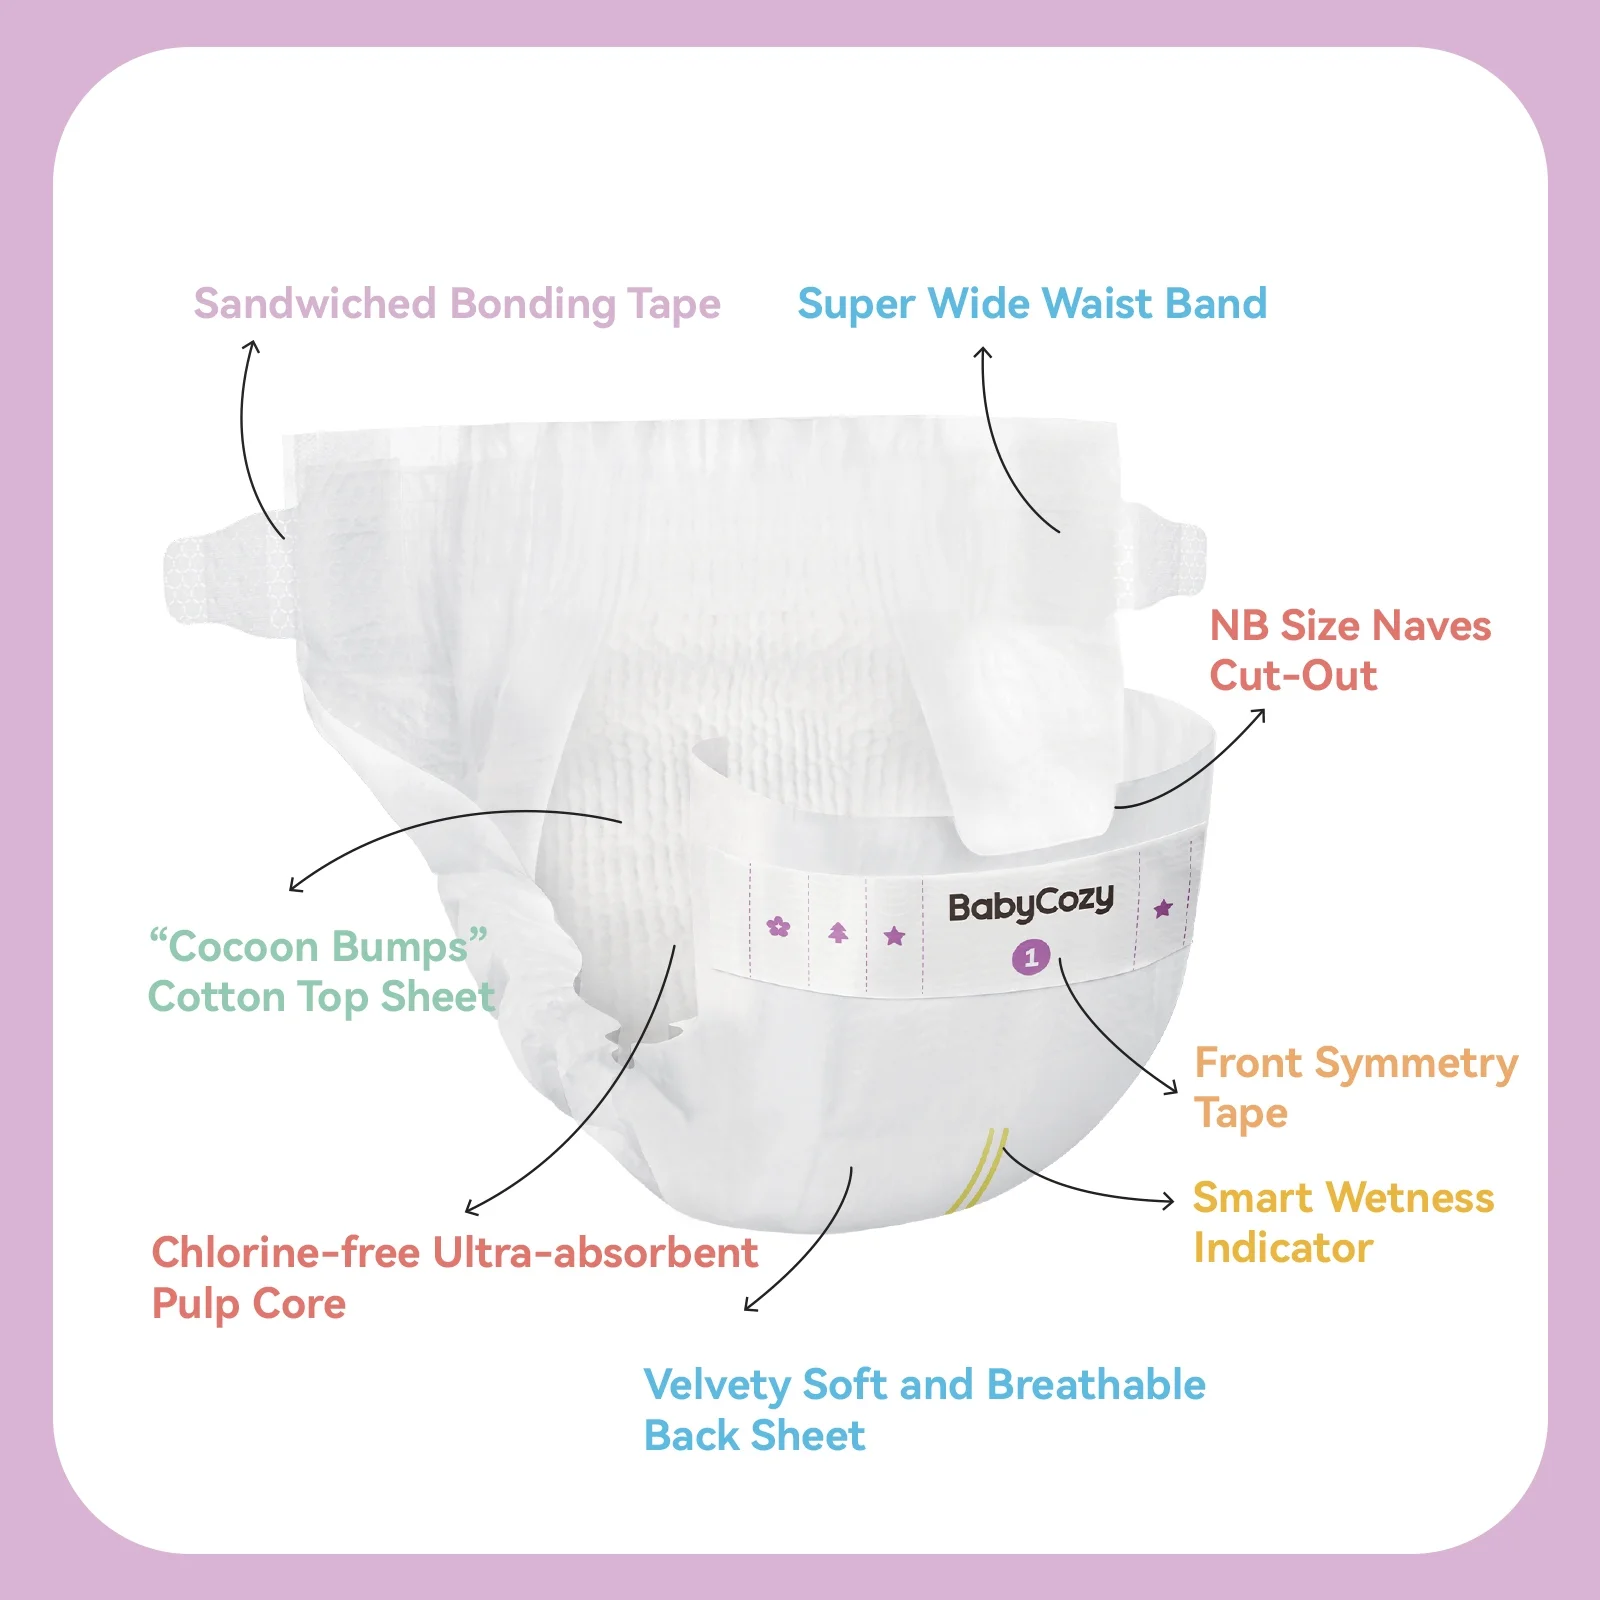 Sandwiched Bonding Tape
Super Wide Waist Band
NB Size Naves
Cut-Out
BabyCozy
1
“Cocoon Bumps”
Cotton Top Sheet
Front Symmetry
Tape
Smart Wetness
Indicator
Chlorine-free Ultra-absorbent
Pulp Core
Velvety Soft and Breathable
Back Sheet